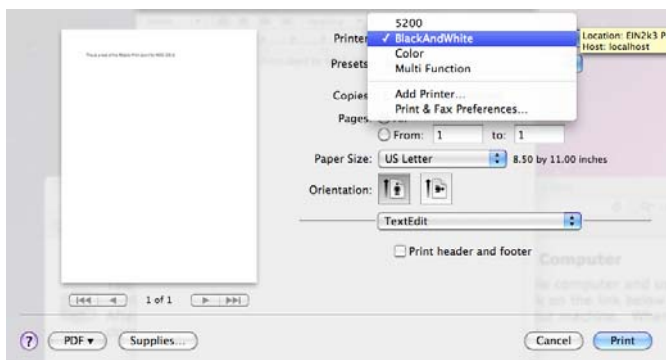 5200
Printer ✓ BlackAndWhite
Location: EIN2k3 P
Host: localhost
Color
Presets
Multi Function
Copies
Add Printer...
Print & Fax Preferences...
Pages:
From: 1 to: 1
Paper Size: US Letter 8.50 by 11.00 inches
Orientation:
TextEdit
Print header and footer
Computer
1 of 1
? PDF ▾ Supplies... Cancel Print